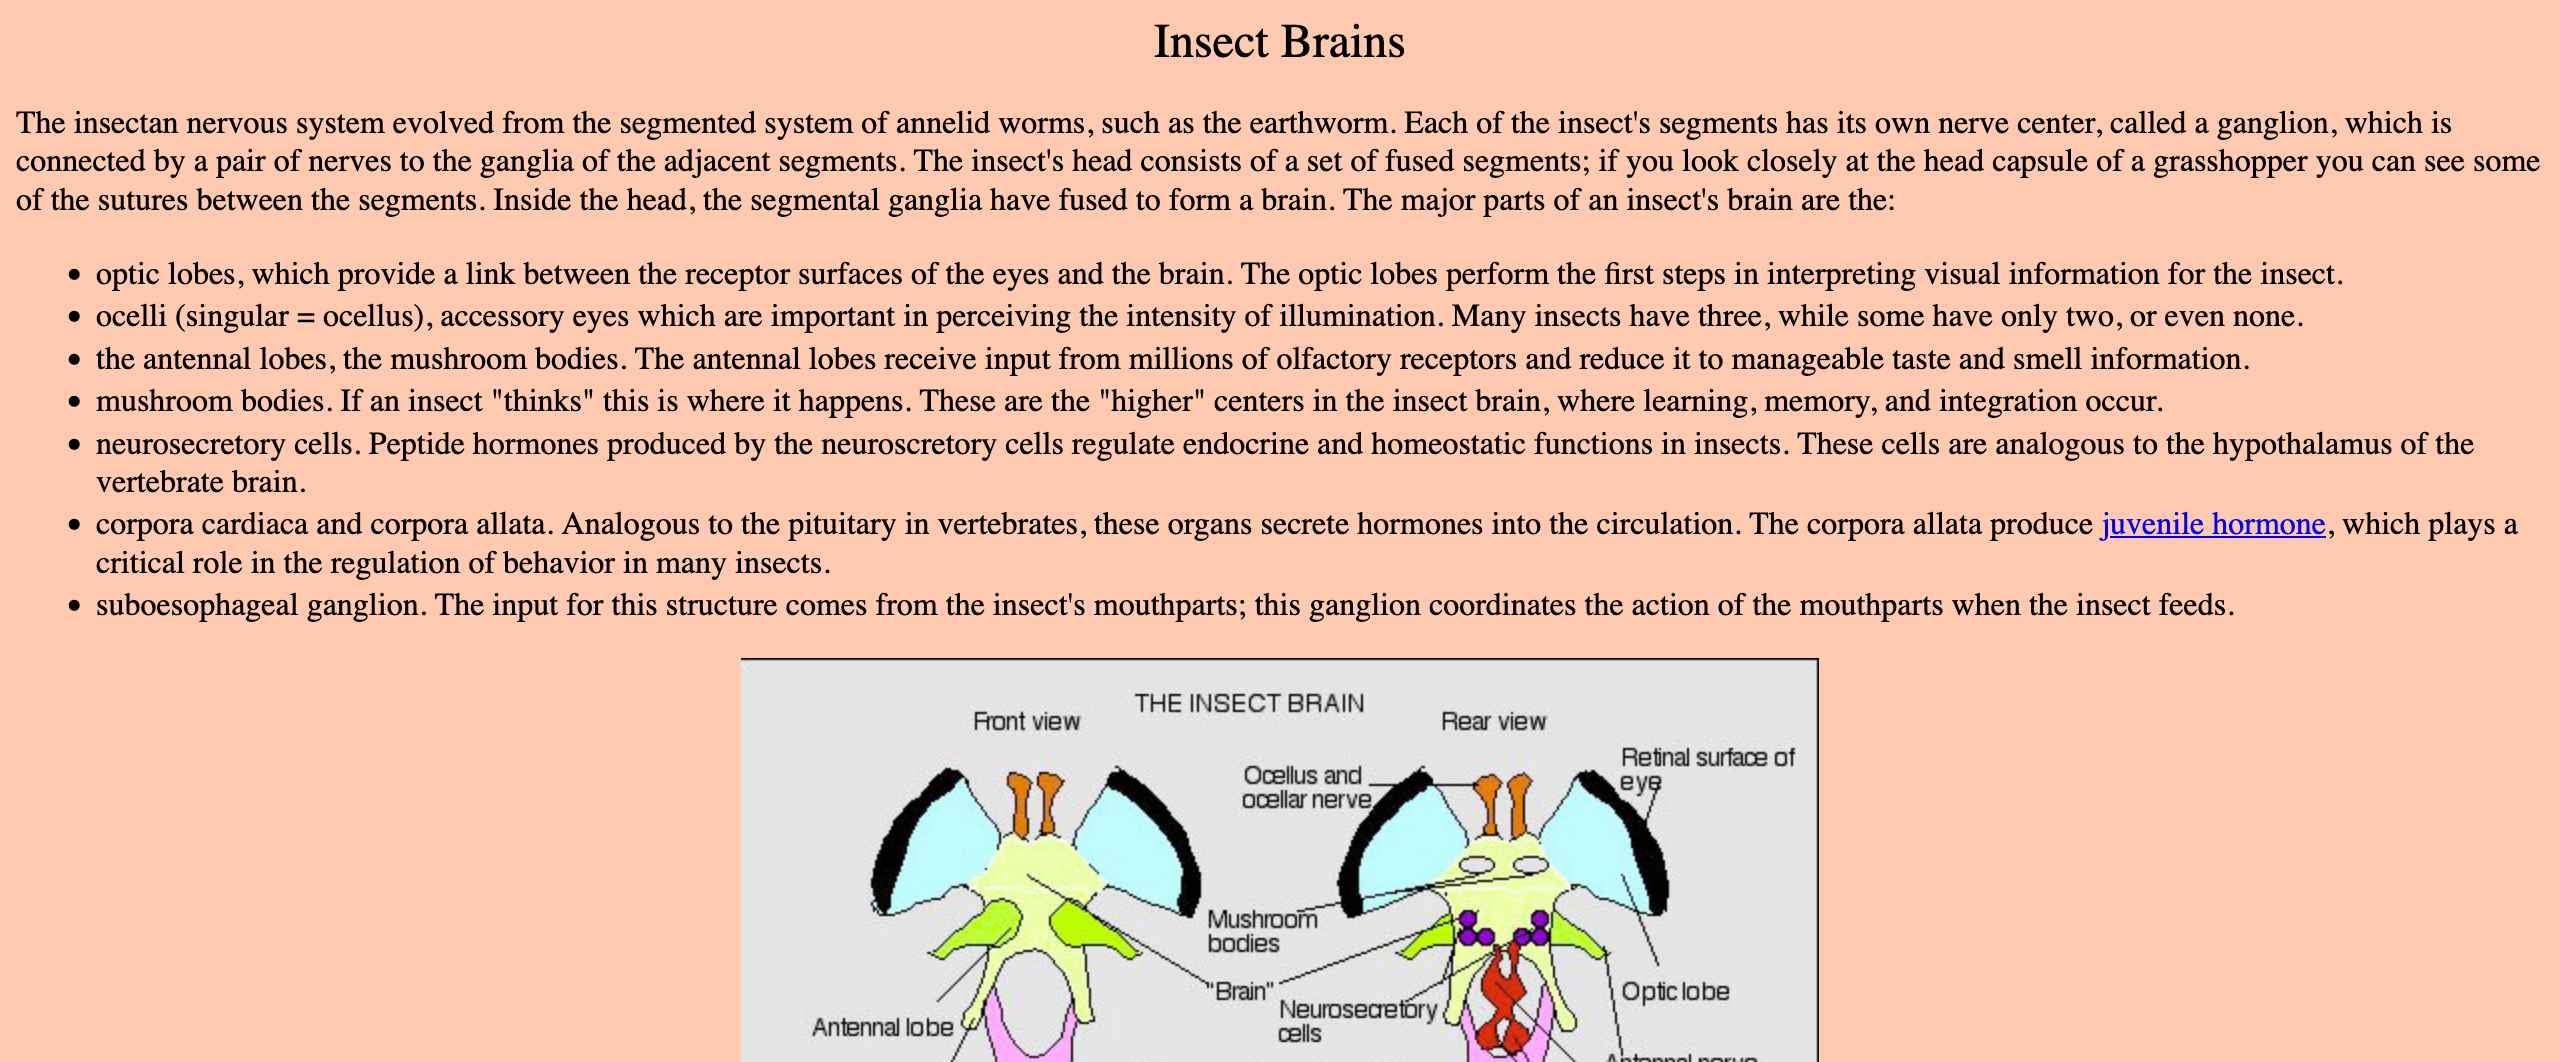 Insect Brains
The insectan nervous system evolved from the segmented system of annelid worms, such as the earthworm. Each of the insect's segments has its own nerve center, called a ganglion, which is
connected by a pair of nerves to the ganglia of the adjacent segments. The insect's head consists of a set of fused segments; if you look closely at the head capsule of a grasshopper you can see some
of the sutures between the segments. Inside the head, the segmental ganglia have fused to form a brain. The major parts of an insect's brain are the:
• optic lobes, which provide a link between the receptor surfaces of the eyes and the brain. The optic lobes perform the first steps in interpreting visual information for the insect.
• ocelli (singular = ocellus), accessory eyes which are important in perceiving the intensity of illumination. Many insects have three, while some have only two, or even none.
• the antennal lobes, the mushroom bodies. The antennal lobes receive input from millions of olfactory receptors and reduce it to manageable taste and smell information.
• mushroom bodies. If an insect "thinks" this is where it happens. These are the "higher" centers in the insect brain, where learning, memory, and integration occur.
• neurosecretory cells. Peptide hormones produced by the neuroscretory cells regulate endocrine and homeostatic functions in insects. These cells are analogous to the hypothalamus of the
vertebrate brain.
• corpora cardiaca and corpora allata. Analogous to the pituitary in vertebrates, these organs secrete hormones into the circulation. The corpora allata produce juvenile hormone, which plays a
critical role in the regulation of behavior in many insects.
• suboesophageal ganglion. The input for this structure comes from the insect's mouthparts; this ganglion coordinates the action of the mouthparts when the insect feeds.
THE INSECT BRAIN
Front view
Rear view
Retinal surface of
eye
Ocellus and
ocellar nerve
Mushroom
bodies
"Brain"
Optic lobe
Neurosecretory
cells
Antennal lobe
Antennal nerve